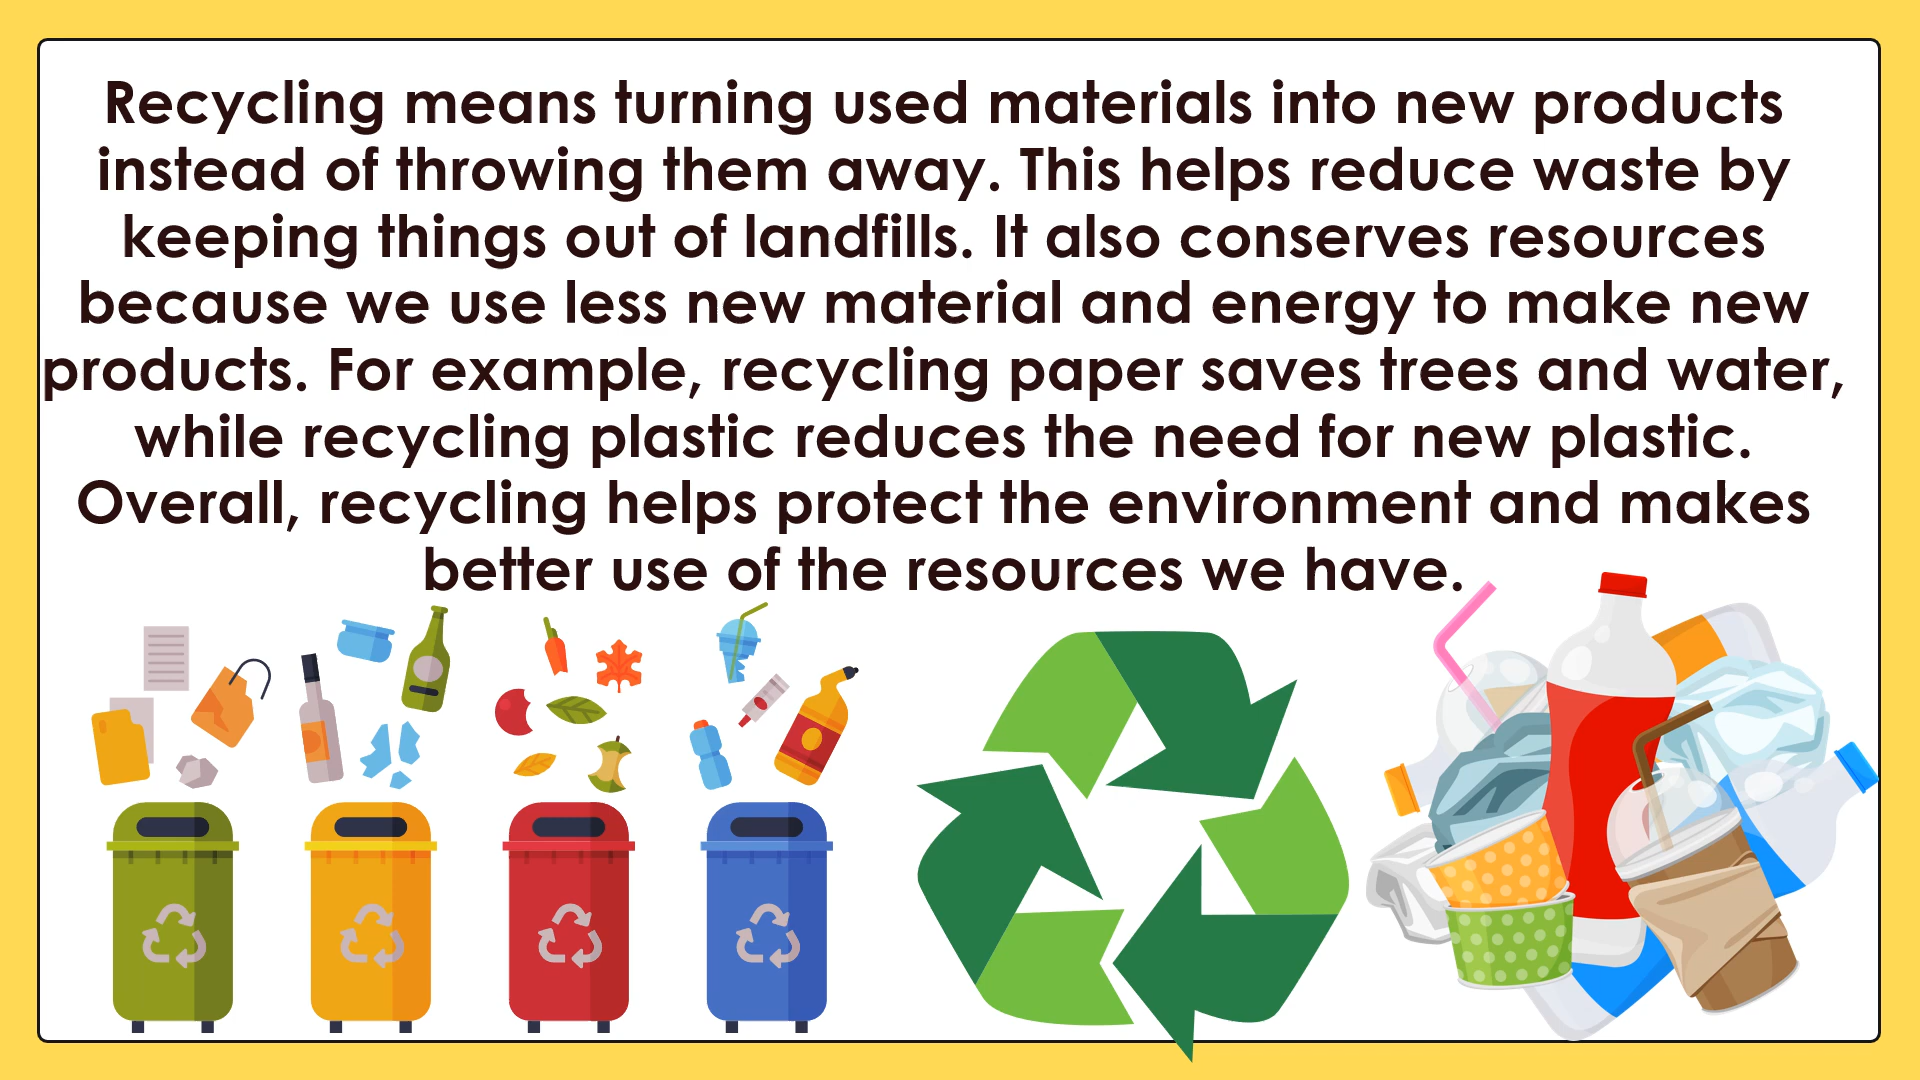 Recycling means turning used materials into new products
instead of throwing them away. This helps reduce waste by
keeping things out of landfills. It also conserves resources
because we use less new material and energy to make new
products. For example, recycling paper saves trees and water,
while recycling plastic reduces the need for new plastic.
Overall, recycling helps protect the environment and makes
better use of the resources we have.